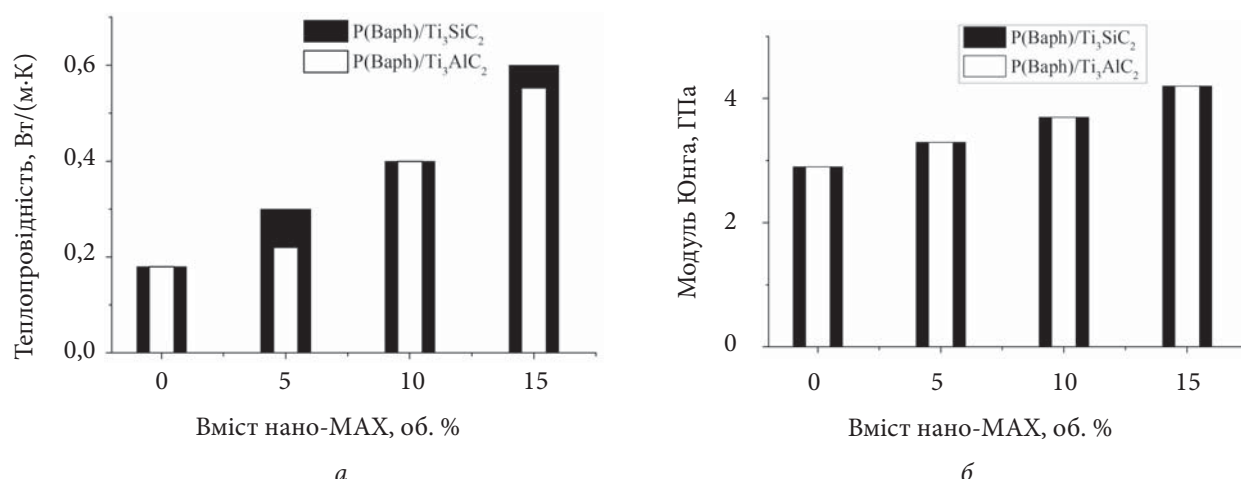 P(Baph)/Ti₃SiC₂
P(Baph)/Ti₃AlC₂
Теплопровідність, Вт/(м·К)
0,6
0,4
0,2
0,0
0 5 10 15
Вміст нано-МАХ, об. %
а
P(Baph)/Ti₃SiC₂
P(Baph)/Ti₃AlC₂
Модуль Юнга, ГПа
4
2
0
0 5 10 15
Вміст нано-МАХ, об. %
б